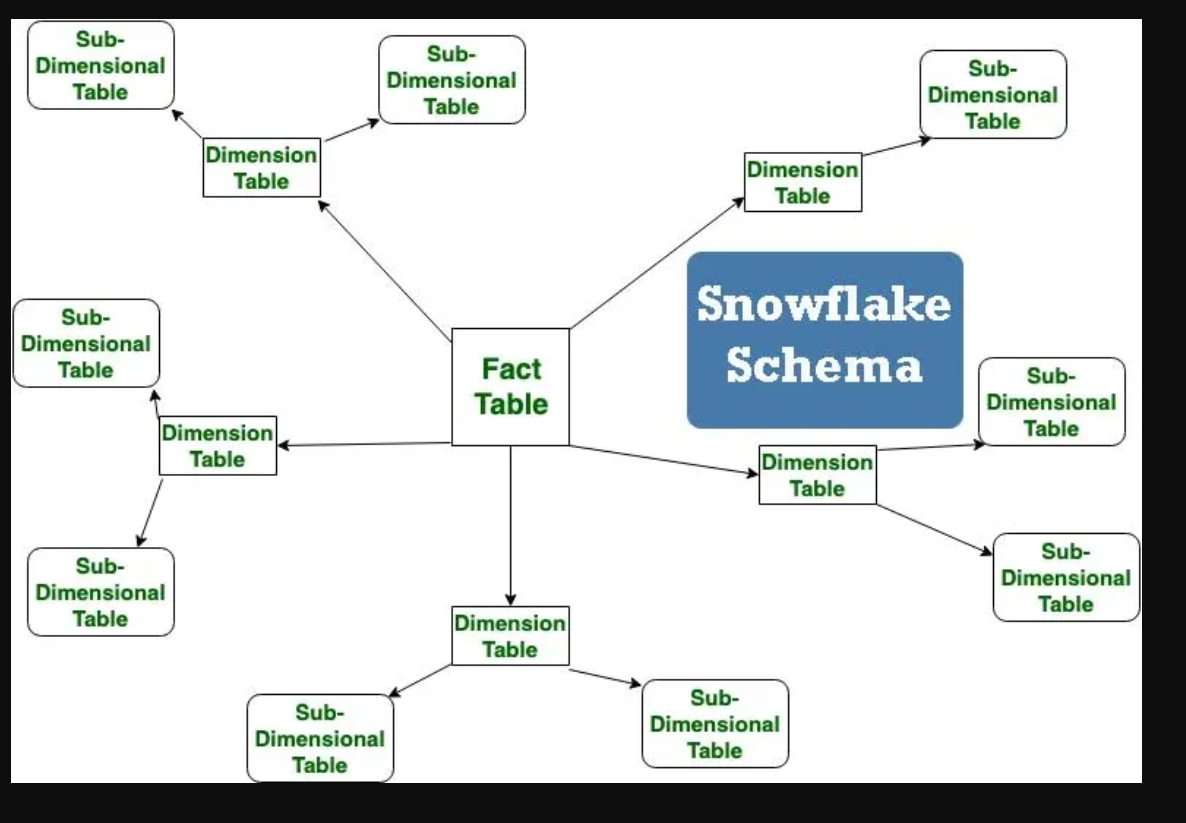 Sub-
Dimensional
Table
Sub-
Dimensional
Table
Sub-
Dimensional
Table
Dimension
Table
Dimension
Table
Snowflake
Schema
Sub-
Dimensional
Table
Fact
Table
Sub-
Dimensional
Table
Dimension
Table
Dimension
Table
Sub-
Dimensional
Table
Sub-
Dimensional
Table
Dimension
Table
Sub-
Dimensional
Table
Sub-
Dimensional
Table